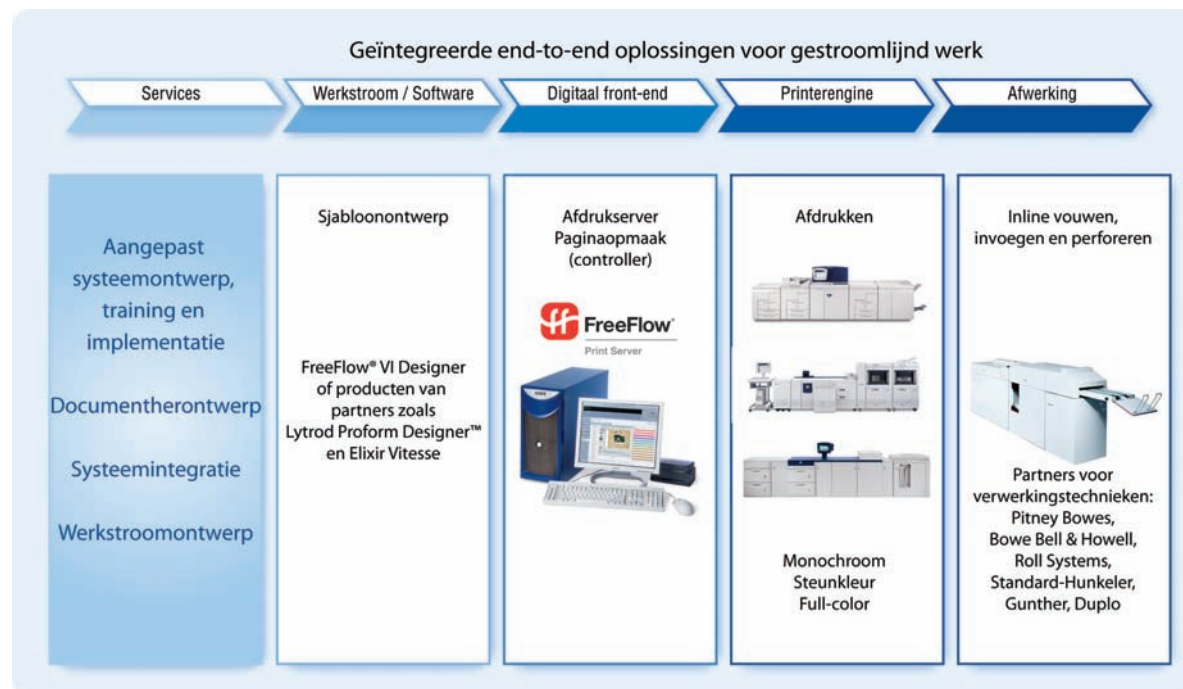 Geïntegreerde end-to-end oplossingen voor gestroomlijnd werk
Services
Werkstroom / Software
Digitaal front-end
Printerengine
Afwerking
Aangepast
systeemontwerp,
training en
implementatie
Documentherontwerp
Systeemintegratie
Werkstroomontwerp
Sjabloonontwerp
FreeFlow® VI Designer
of producten van
partners zoals
Lytrod Proform Designer™
en Elixir Vitesse
Afdrukserver
Paginaopmaak
(controller)
FreeFlow®
Print Server
Afdrukken
Monochroom
Steunkleur
Full-color
Inline vouwen,
invoegen en perforeren
Partners voor
verwerkingstechnieken:
Pitney Bowes,
Bowe Bell & Howell,
Roll Systems,
Standard-Hunkeler,
Gunther, Duplo